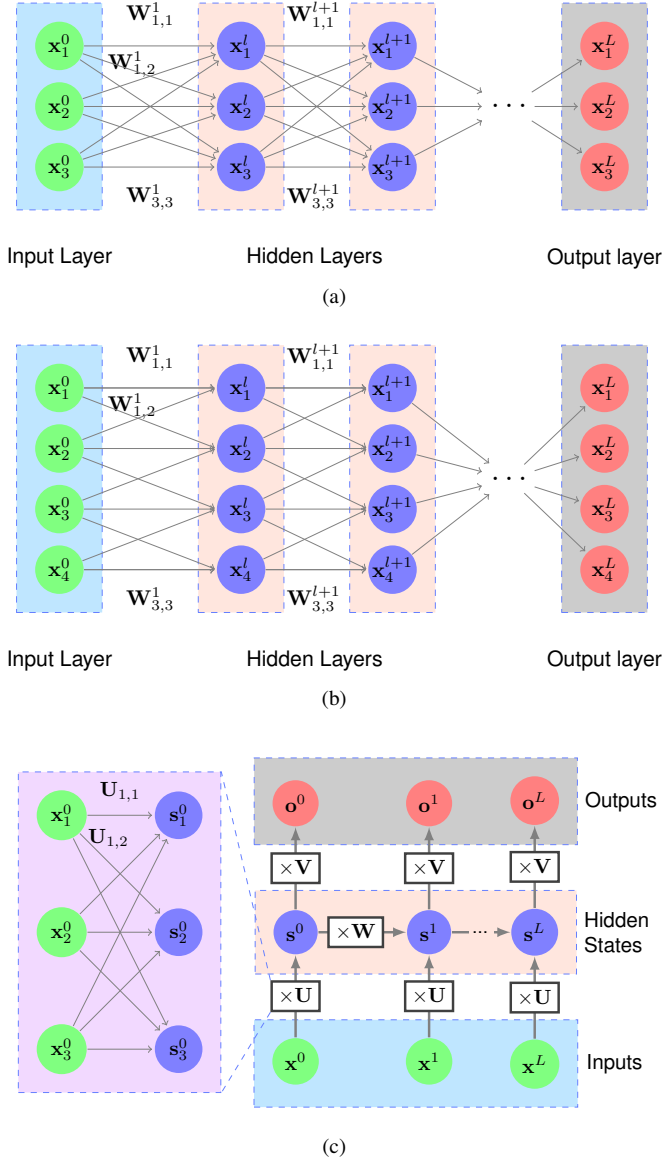 W^1_{1,1} W^{l+1}_{1,1}
x^0_1 x^l_1 x^{l+1}_1 x^L_1
W^1_{1,2}
x^0_2 x^l_2 x^{l+1}_2 ··· x^L_2
x^0_3 x^l_3 x^{l+1}_3 x^L_3
W^1_{3,3} W^{l+1}_{3,3}
Input Layer Hidden Layers Output layer
(a)
W^1_{1,1} W^{l+1}_{1,1}
x^0_1 x^l_1 x^{l+1}_1 x^L_1
W^1_{1,2}
x^0_2 x^l_2 x^{l+1}_2 x^L_2
···
x^0_3 x^l_3 x^{l+1}_3 x^L_3
x^0_4 x^l_4 x^{l+1}_4 x^L_4
W^1_{3,3} W^{l+1}_{3,3}
Input Layer Hidden Layers Output layer
(b)
U_{1,1}
x^0_1 s^0_1
U_{1,2}
x^0_2 s^0_2
x^0_3 s^0_3
o^0 o^1 o^L Outputs
×V ×V ×V
s^0 ×W s^1 ... s^L Hidden
States
×U ×U ×U
x^0 x^1 x^L Inputs
(c)